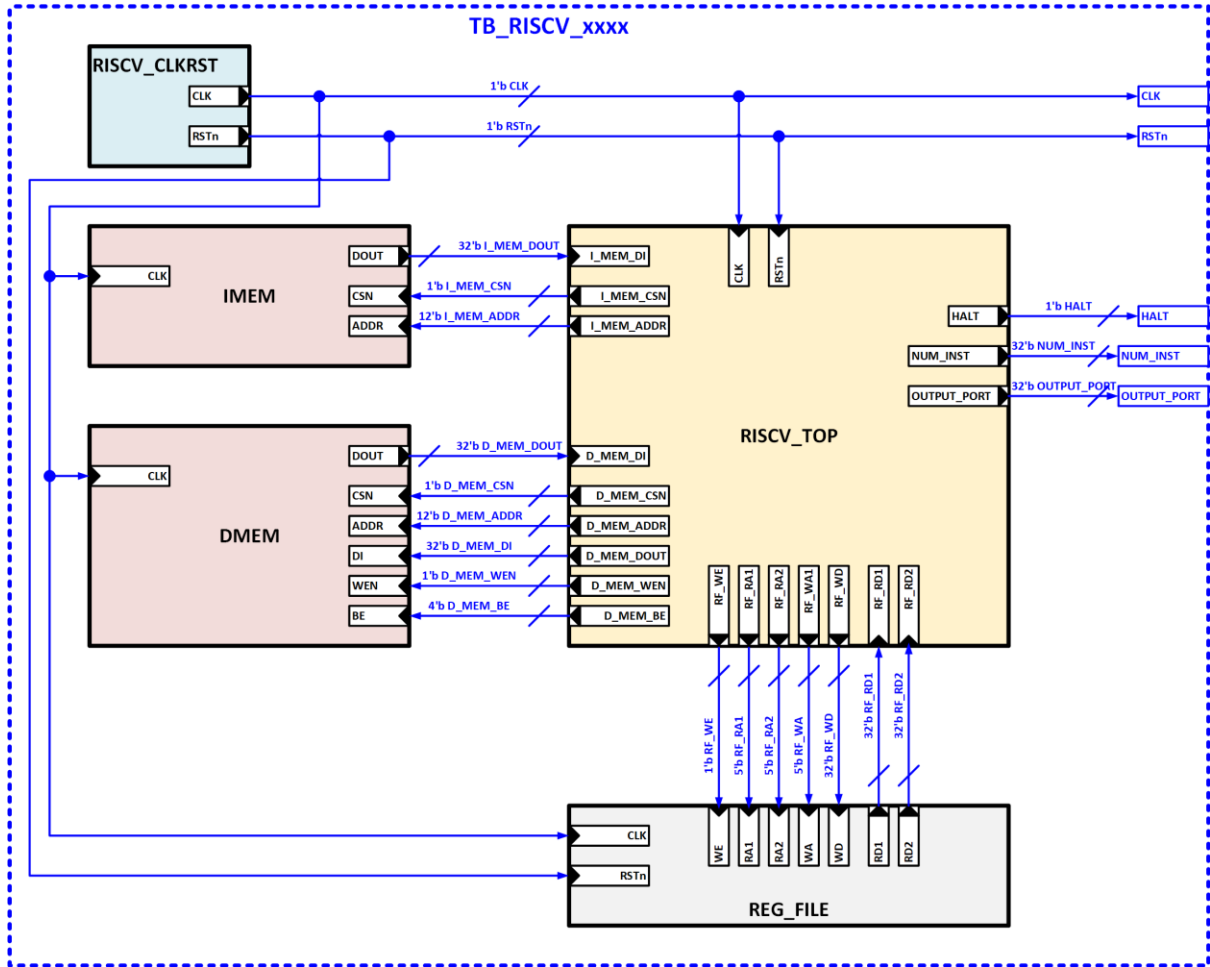 TB_RISCV_xxxx
RISCV_CLKRST
CLK
RSTn
1'b CLK
1'b RSTn
CLK
RSTn
IMEM
CLK
DOUT
CSN
ADDR
32'b I_MEM_DOUT
1'b I_MEM_CSN
12'b I_MEM_ADDR
I_MEM_DI
I_MEM_CSN
I_MEM_ADDR
CLK
RSTn
HALT
NUM_INST
OUTPUT_PORT
1'b HALT
32'b NUM_INST
32'b OUTPUT_PORT
HALT
NUM_INST
OUTPUT_PORT
RISCV_TOP
DMEM
CLK
DOUT
CSN
ADDR
DI
WEN
BE
32'b D_MEM_DOUT
1'b D_MEM_CSN
12'b D_MEM_ADDR
32'b D_MEM_DI
1'b D_MEM_WEN
4'b D_MEM_BE
D_MEM_DI
D_MEM_CSN
D_MEM_ADDR
D_MEM_DOUT
D_MEM_WEN
D_MEM_BE
RF_WE
RF_RA1
RF_RA2
RF_WA1
RF_WD
RF_RD1
RF_RD2
1'b RF_WE
5'b RF_RA1
5'b RF_RA2
5'b RF_WA
32'b RF_WD
32'b RF_RD1
32'b RF_RD2
CLK
RSTn
WE
RA1
RA2
WA
WD
RD1
RD2
REG_FILE